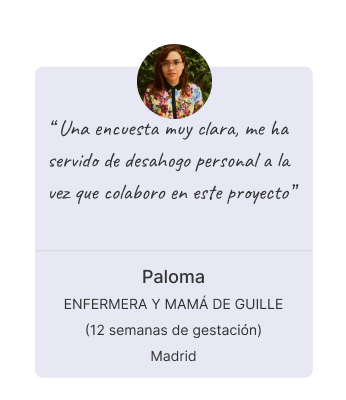 “Una encuesta muy clara, me ha
servido de desahogo personal a la
vez que colaboro en este proyecto”
Paloma
ENFERMERA Y MAMÁ DE GUILLE
(12 semanas de gestación)
Madrid